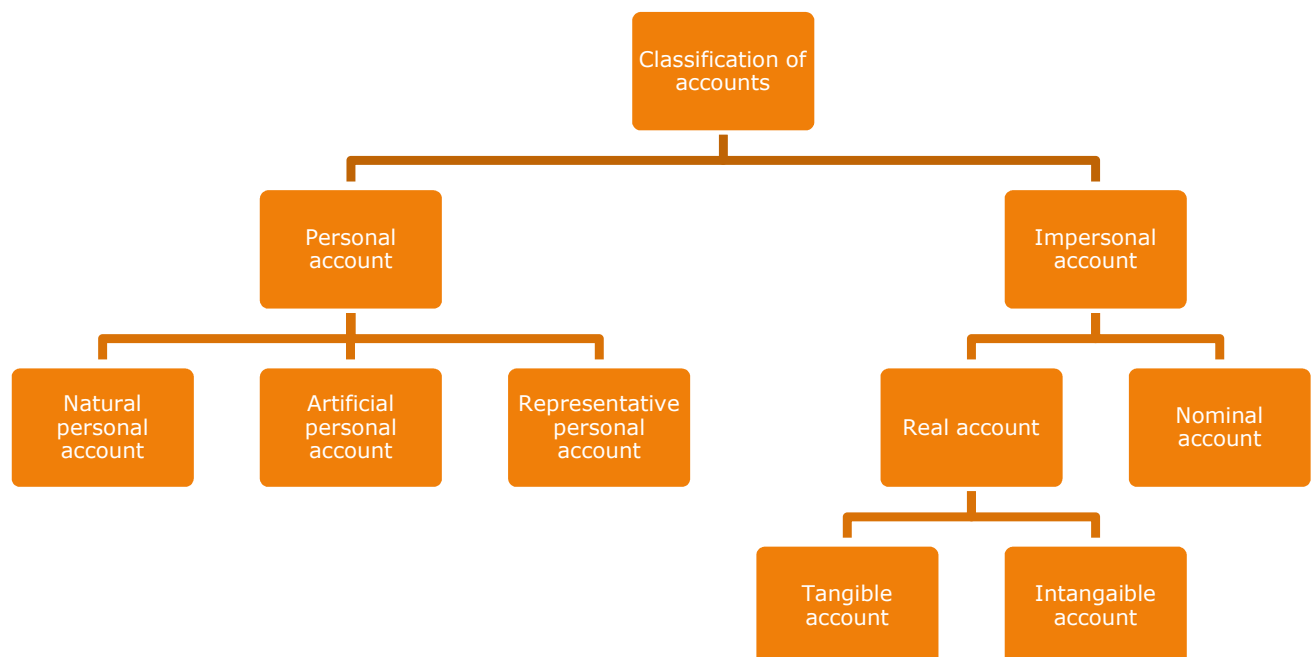 Classification of
accounts
Personal
account
Impersonal
account
Natural
personal
account
Artificial
personal
account
Representative
personal
account
Real account
Nominal
account
Tangible
account
Intangaible
account